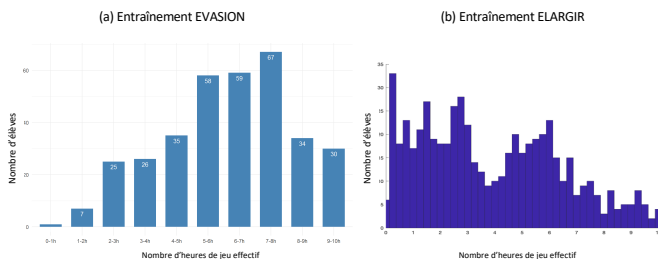 (a) Entraînement EVASION
(b) Entraînement ELARGIR
Nombre d'élèves
60
40
20
0
7
25
26
35
58
59
67
34
30
0-1h 1-2h 2-3h 3-4h 4-5h 5-6h 6-7h 7-8h 8-9h 9-10h
Nombre d'heures de jeu effectif
Nombre d'élèves
35
30
25
20
15
10
5
0
0 1 2 3 4 5 6 7 8 9
Nombre d'heures de jeu effectif